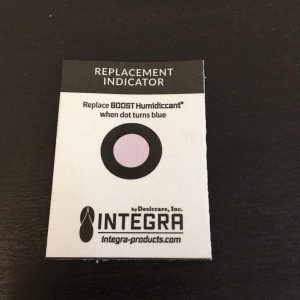 REPLACEMENT
INDICATOR
Replace BOOST Humidiccant®
when dot turns blue
by Desiccare, Inc.
INTEGRA
integra-products.com